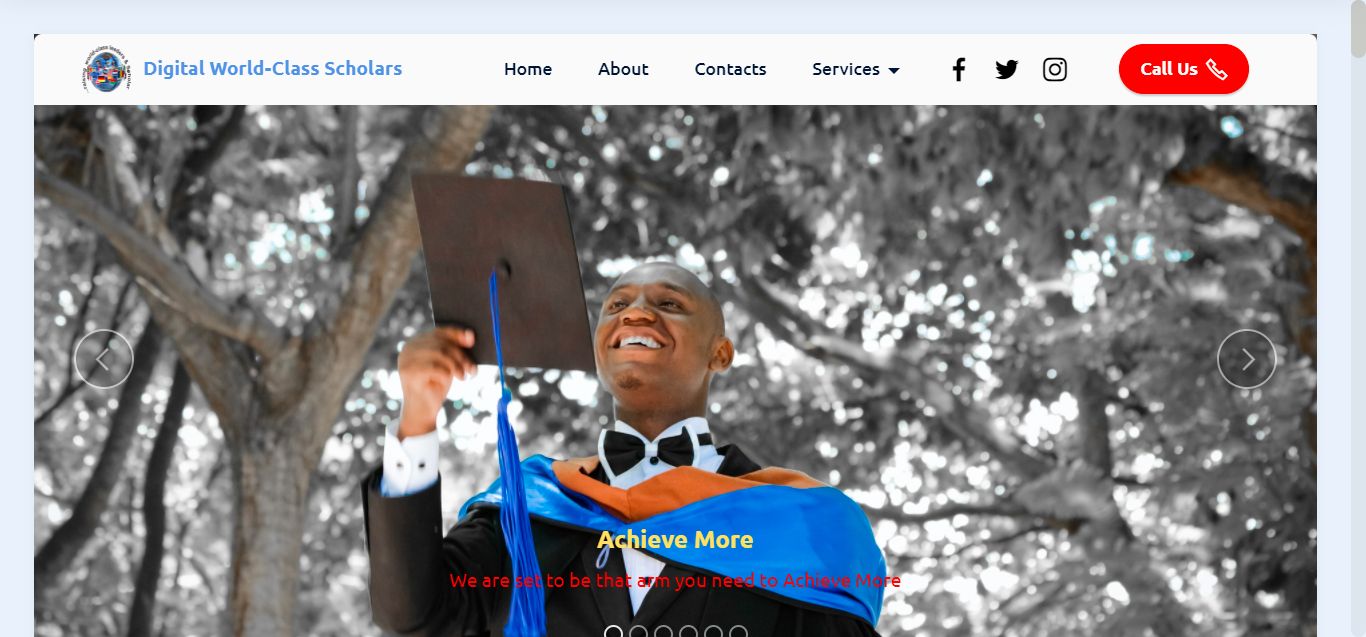 Digital World-Class Scholars
Home
About
Contacts
Services
Call Us
Achieve More
We are set to be that arm you need to Achieve More